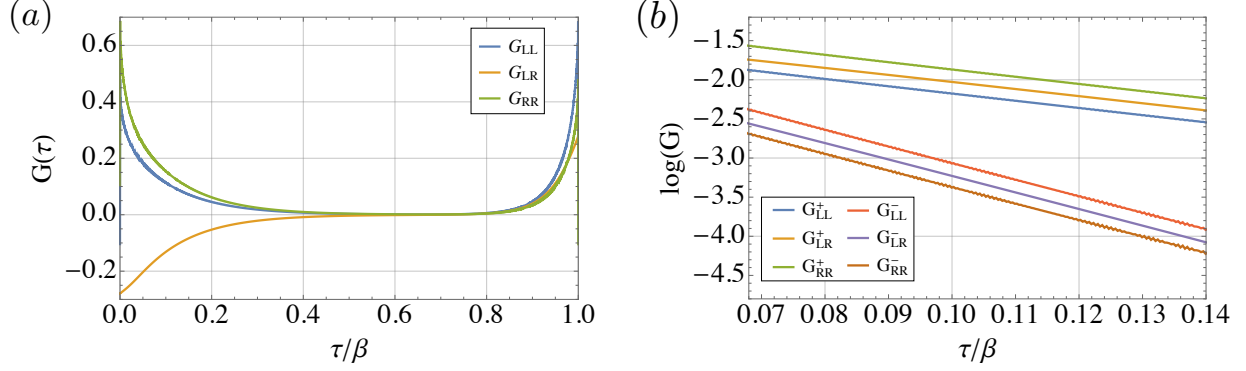 (a)
0.6
0.4
0.2
0.0
−0.2
G(τ)
G_LL
G_LR
G_RR
0.0 0.2 0.4 0.6 0.8 1.0
τ/β
(b)
−1.5
−2.0
−2.5
−3.0
−3.5
−4.0
−4.5
log(G)
G⁺_LL G⁻_LL
G⁺_LR G⁻_LR
G⁺_RR G⁻_RR
0.07 0.08 0.09 0.10 0.11 0.12 0.13 0.14
τ/β